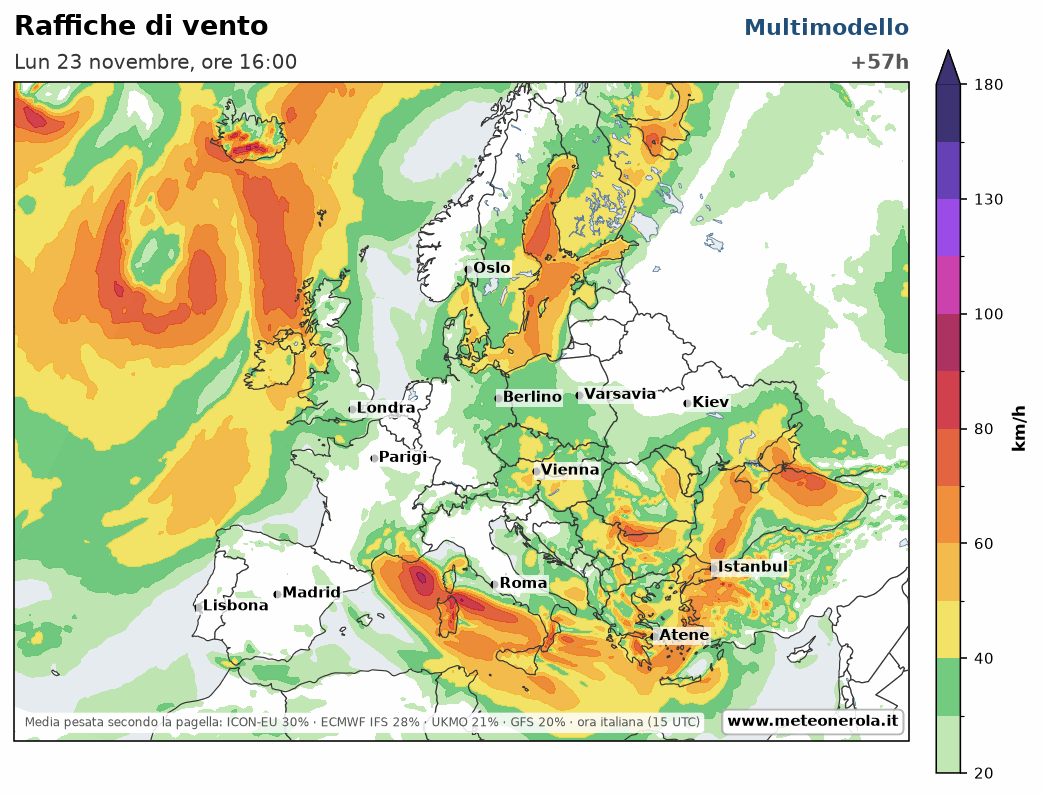 Raffiche di vento
Multimodello
Lun 23 novembre, ore 16:00
+57h
180
130
100
80
60
40
20
km/h
Oslo
Berlino
Varsavia
Kiev
Londra
Parigi
Vienna
Istanbul
Roma
Madrid
Lisbona
Atene
Media pesata secondo la pagella: ICON-EU 30% · ECMWF IFS 28% · UKMO 21% · GFS 20% · ora italiana (15 UTC)
www.meteonerola.it